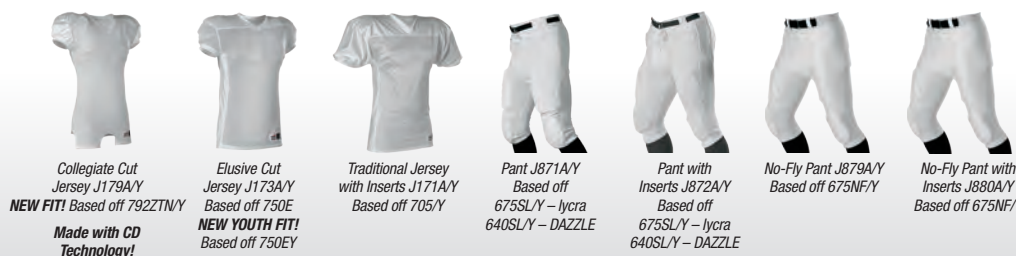 Collegiate Cut
Jersey J179A/Y
NEW FIT! Based off 792ZTN/Y
Made with CD
Technology!
Elusive Cut
Jersey J173A/Y
Based off 750E
NEW YOUTH FIT!
Based off 750EY
Traditional Jersey
with Inserts J171A/Y
Based off 705/Y
Pant J871A/Y
Based off
675SL/Y – lycra
640SL/Y – DAZZLE
Pant with
Inserts J872A/Y
Based off
675SL/Y – lycra
640SL/Y – DAZZLE
No-Fly Pant J879A/Y
Based off 675NF/Y
No-Fly Pant with
Inserts J880A/Y
Based off 675NF/